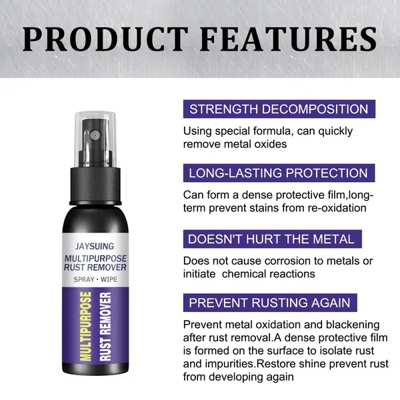 PRODUCT FEATURES
JAYSUING
MULTIPURPOSE
RUST REMOVER
SPRAY · WIPE
MULTIPURPOSE
RUST REMOVER
STRENGTH DECOMPOSITION
Using special formula, can quickly
remove metal oxides
LONG-LASTING PROTECTION
Can form a dense protective film,long-
term prevent stains from re-oxidation
DOESN'T HURT THE METAL
Does not cause corrosion to metals or
initiate chemical reactions
PREVENT RUSTING AGAIN
Prevent metal oxidation and blackening
after rust removal.A dense protective film
is formed on the surface to isolate rust
and impurities.Restore shine prevent rust
from developing again